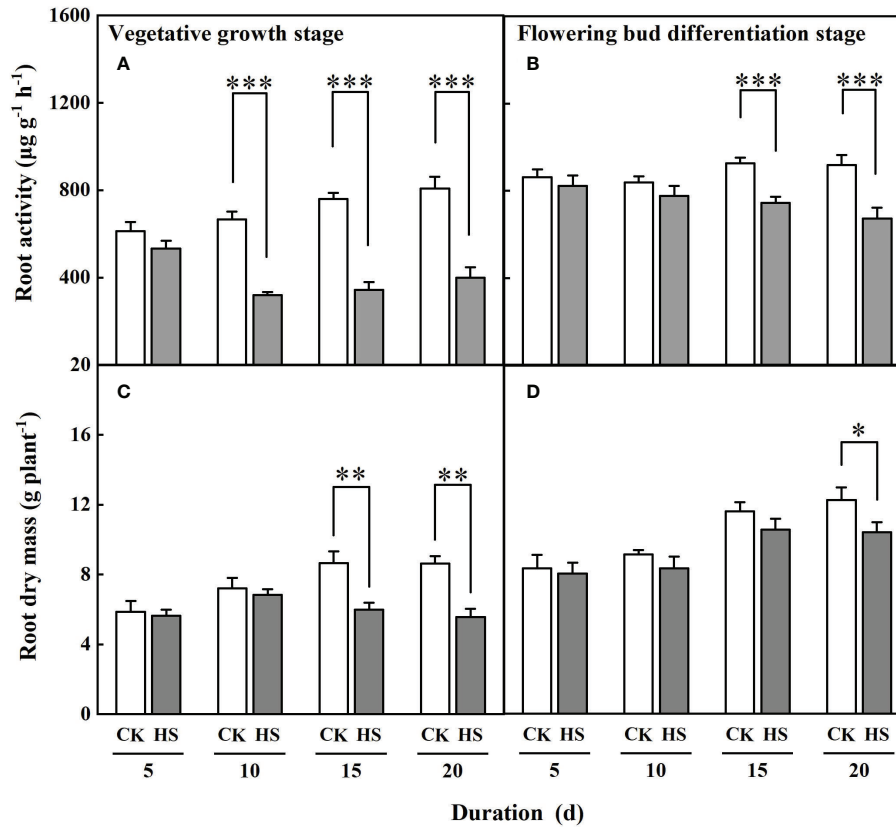 Vegetative growth stage
Flowering bud differentiation stage
A
B
1600
1200
800
400
20
Root activity (µg g⁻¹ h⁻¹)
*** *** ***
*** ***
C
D
16
12
8
4
0
Root dry mass (g plant⁻¹)
** **
*
CK HS CK HS CK HS CK HS CK HS CK HS CK HS CK HS
5 10 15 20 5 10 15 20
Duration (d)